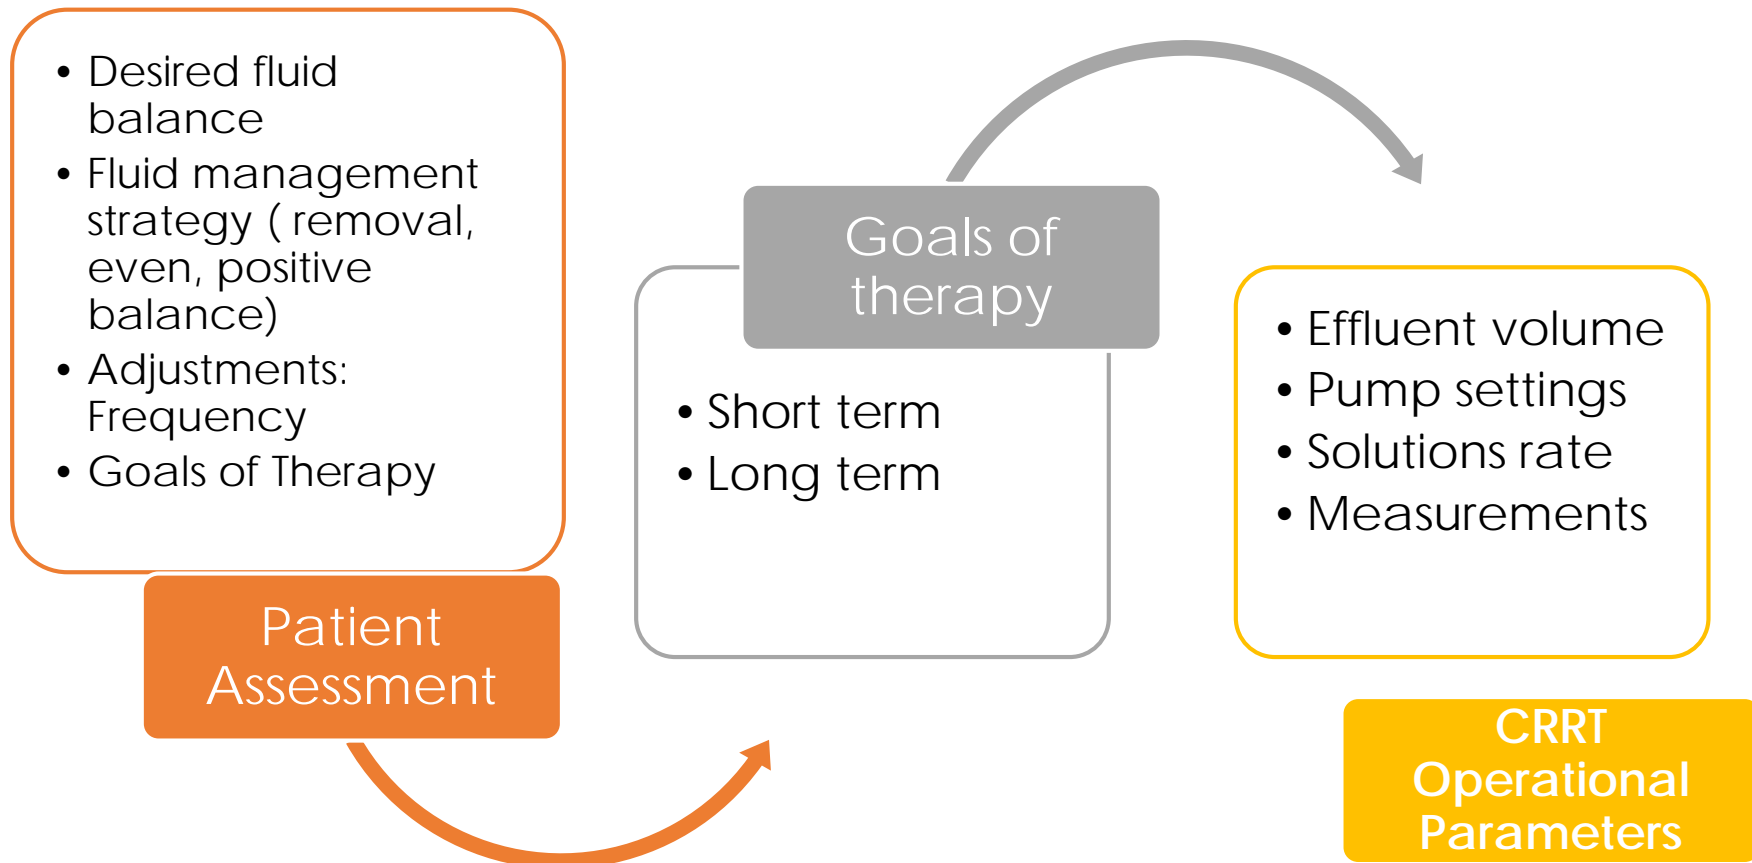 • Desired fluid
balance
• Fluid management
strategy ( removal,
even, positive
balance)
• Adjustments:
Frequency
• Goals of Therapy
Patient
Assessment
Goals of
therapy
• Short term
• Long term
• Effluent volume
• Pump settings
• Solutions rate
• Measurements
CRRT
Operational
Parameters